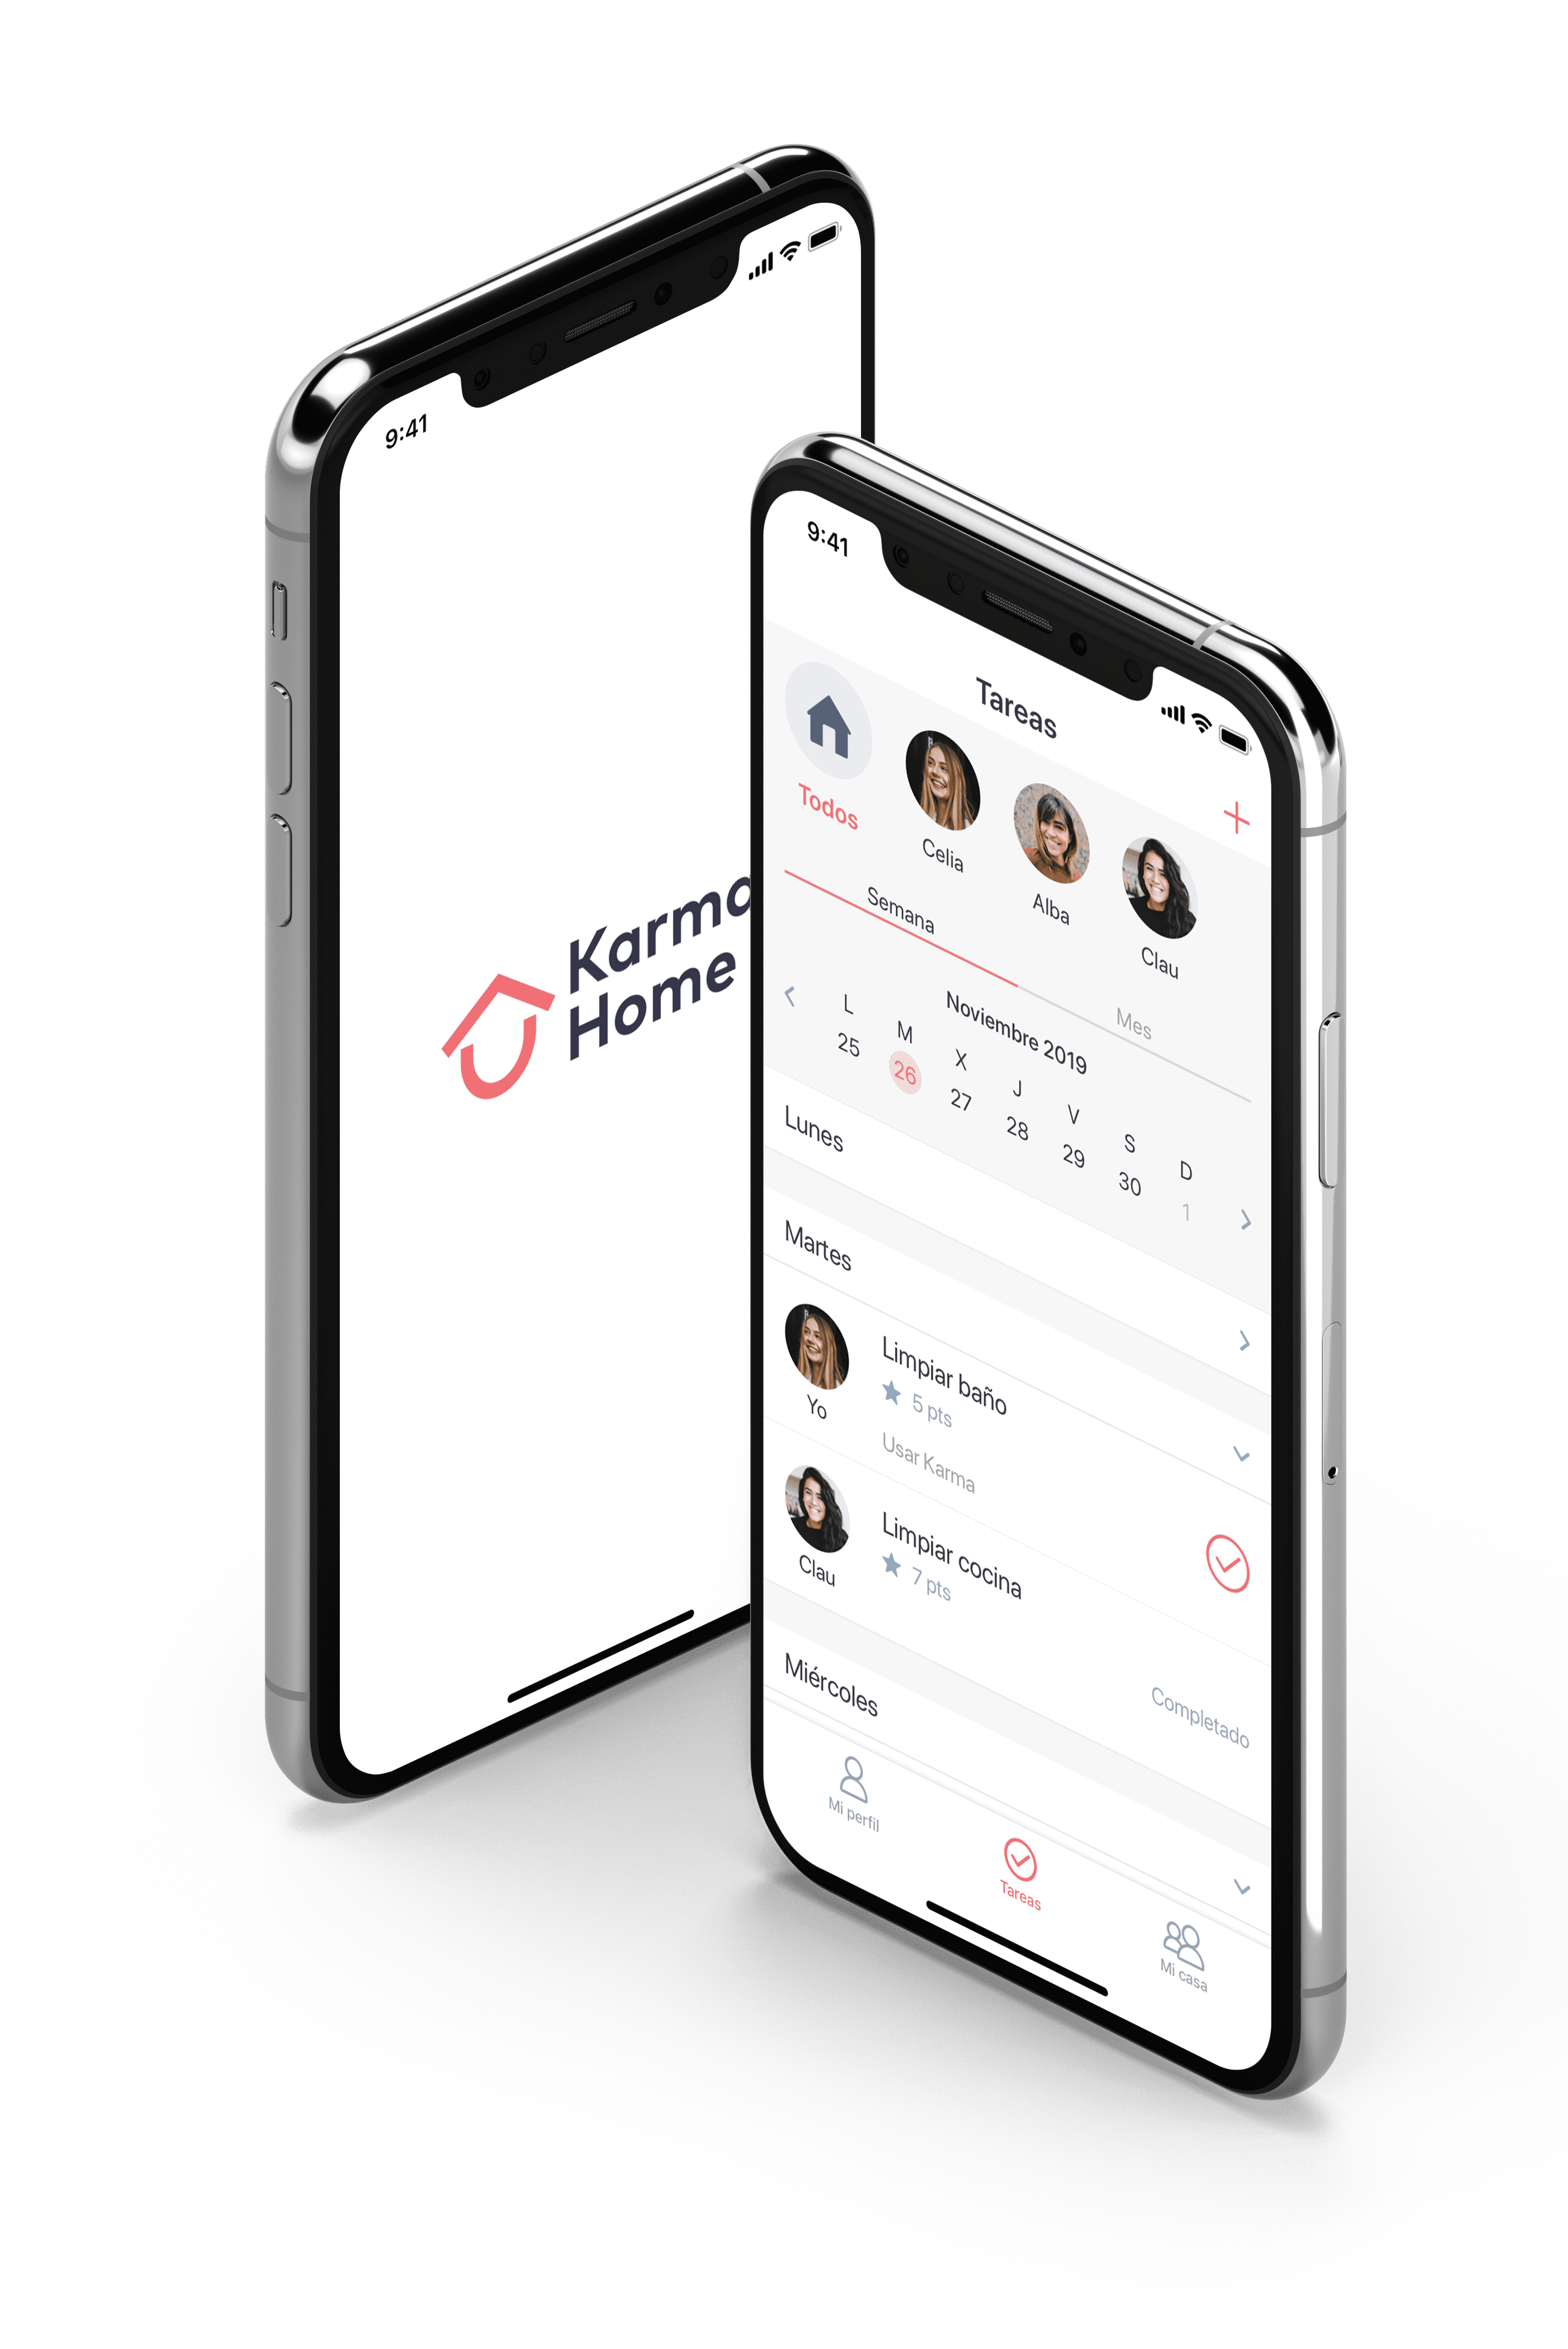 9:41
Karma
Home
9:41
Tareas
Todos
Celia
Alba
Clau
Semana
Mes
Noviembre 2019
L M X J V S D
25 26 27 28 29 30 1
Lunes
Martes
Yo
Limpiar baño
5 pts
Usar Karma
Clau
Limpiar cocina
7 pts
Completado
Miércoles
Mi perfil
Tareas
Mi casa